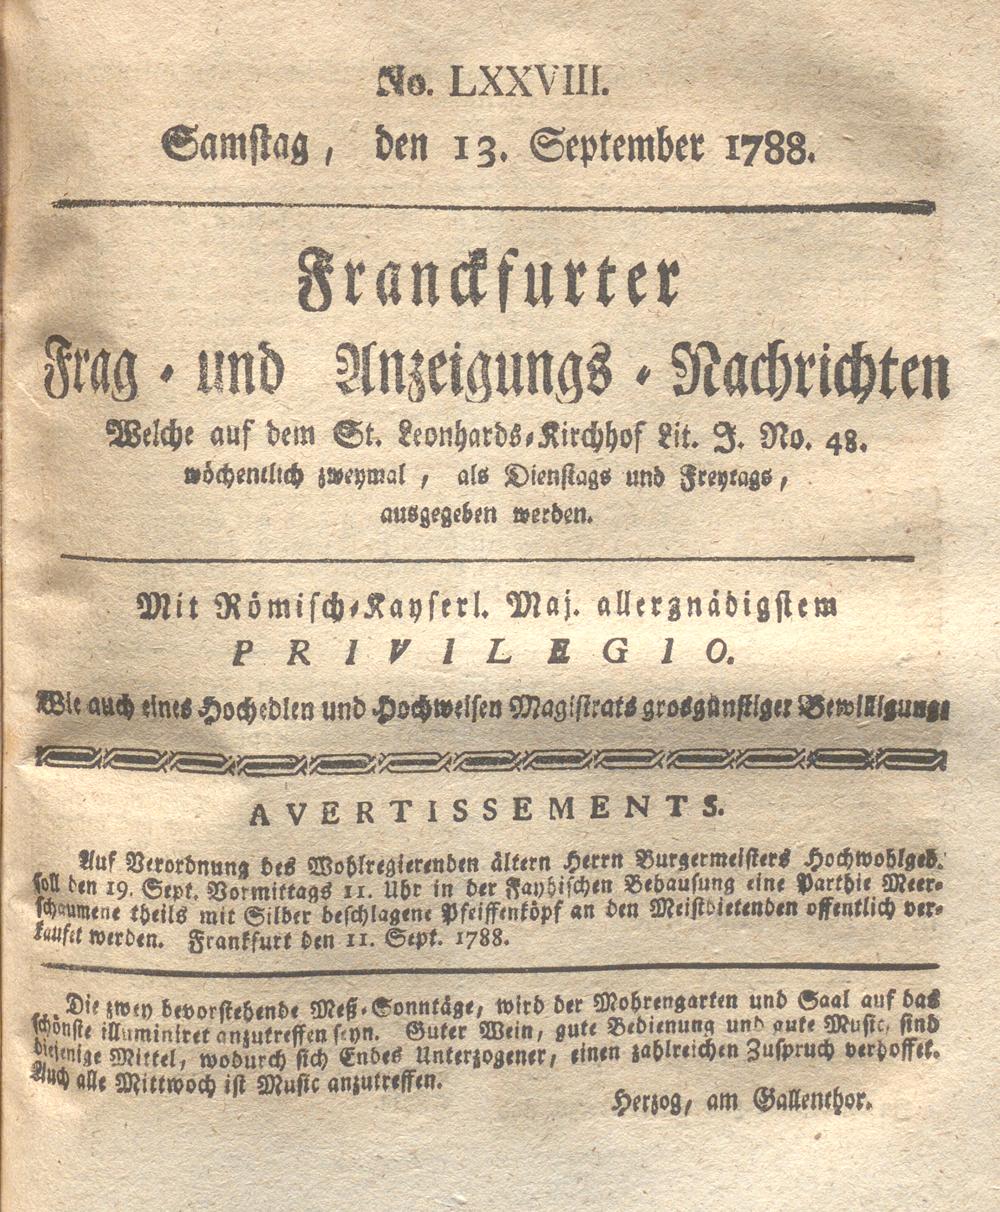 No. LXXVIII.
Samstag, den 13. September 1788.
Franckfurter
Frag- und Anzeigungs-Nachrichten
Welche auf dem St. Leonhards-Kirchhof Lit. J. No. 48.
wöchentlich zweymal, als Dienstags und Freytags,
ausgegeben werden.
Mit Römisch-Kayserl. Maj. allergnädigstem
PRIVILEGIO.
Wie auch eines Hochedlen und Hochweisen Magistrats grosgünstiger Bewilligung.
AVERTISSEMENTS.
Auf Verordnung des Wohlregierenden ältern Herrn Burgermeisters Hochwohlgeb.
soll den 19. Sept. Vormittags 11. Uhr in der Fayhischen Behausung eine Parthie Meer-
schaumene theils mit Silber beschlagene Pfeiffenköpf an den Meistbietenden offentlich ver-
kaufet werden. Frankfurt den 11. Sept. 1788.
Die zwey bevorstehende Meß-Sonntäge, wird der Mohrengarten und Saal auf das
schönste illuminiret anzutreffen seyn. Guter Wein, gute Bedienung und gute Music, sind
diejenige Mittel, wodurch sich Endes Unterzogener, einen zahlreichen Zuspruch verhoffet.
Auch alle Mittwoch ist Music anzutreffen.
Herzog, am Gallenthor.